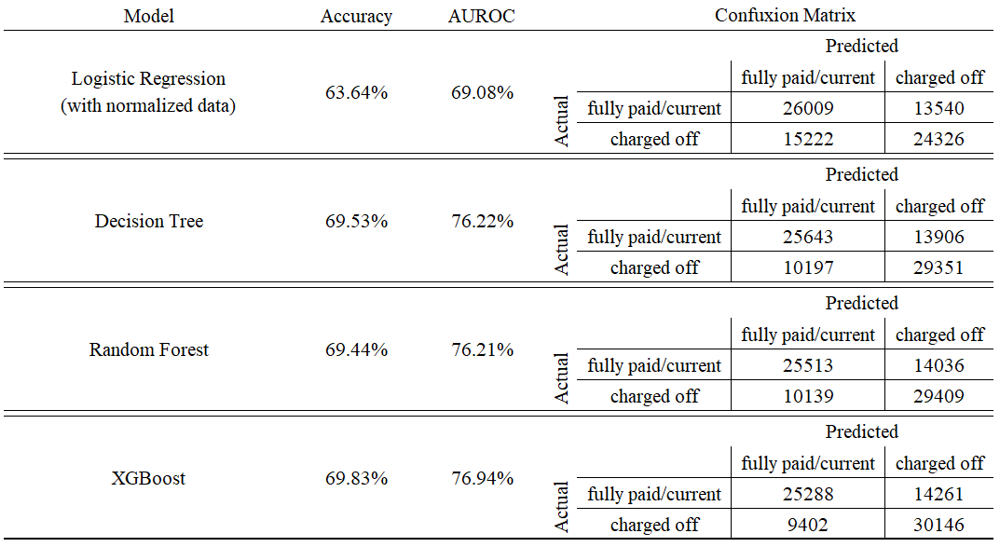 Model Accuracy AUROC Confuxion Matrix
Predicted
fully paid/current charged off
Logistic Regression
(with normalized data) 63.64% 69.08%
Actual
fully paid/current 26009 13540
charged off 15222 24326
Predicted
fully paid/current charged off
Decision Tree 69.53% 76.22%
Actual
fully paid/current 25643 13906
charged off 10197 29351
Predicted
fully paid/current charged off
Random Forest 69.44% 76.21%
Actual
fully paid/current 25513 14036
charged off 10139 29409
Predicted
fully paid/current charged off
XGBoost 69.83% 76.94%
Actual
fully paid/current 25288 14261
charged off 9402 30146